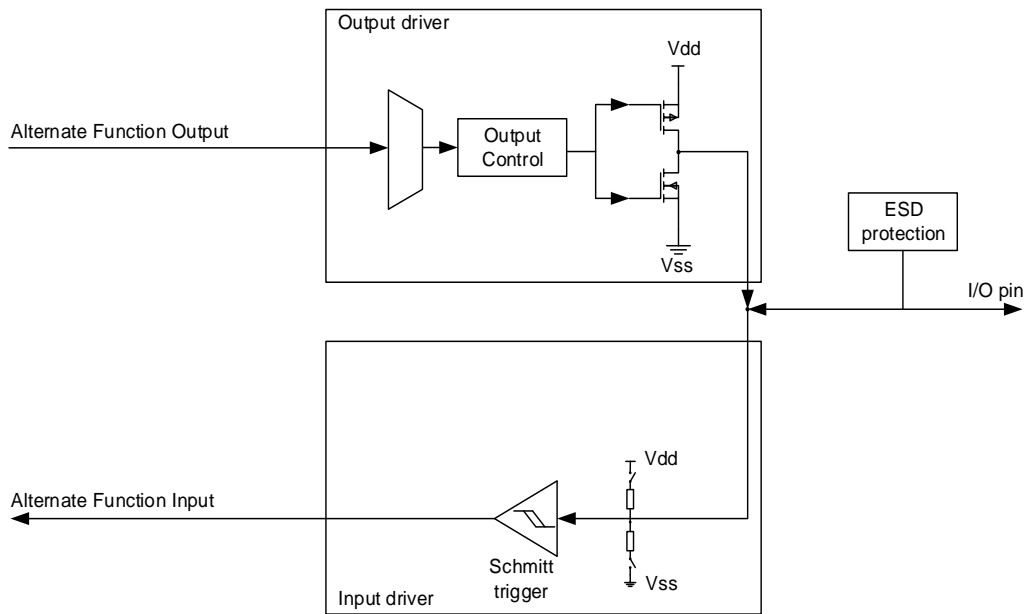 Output driver
Vdd
Alternate Function Output
Output
Control
Vss
ESD
protection
I/O pin
Vdd
Alternate Function Input
Schmitt
trigger
Vss
Input driver